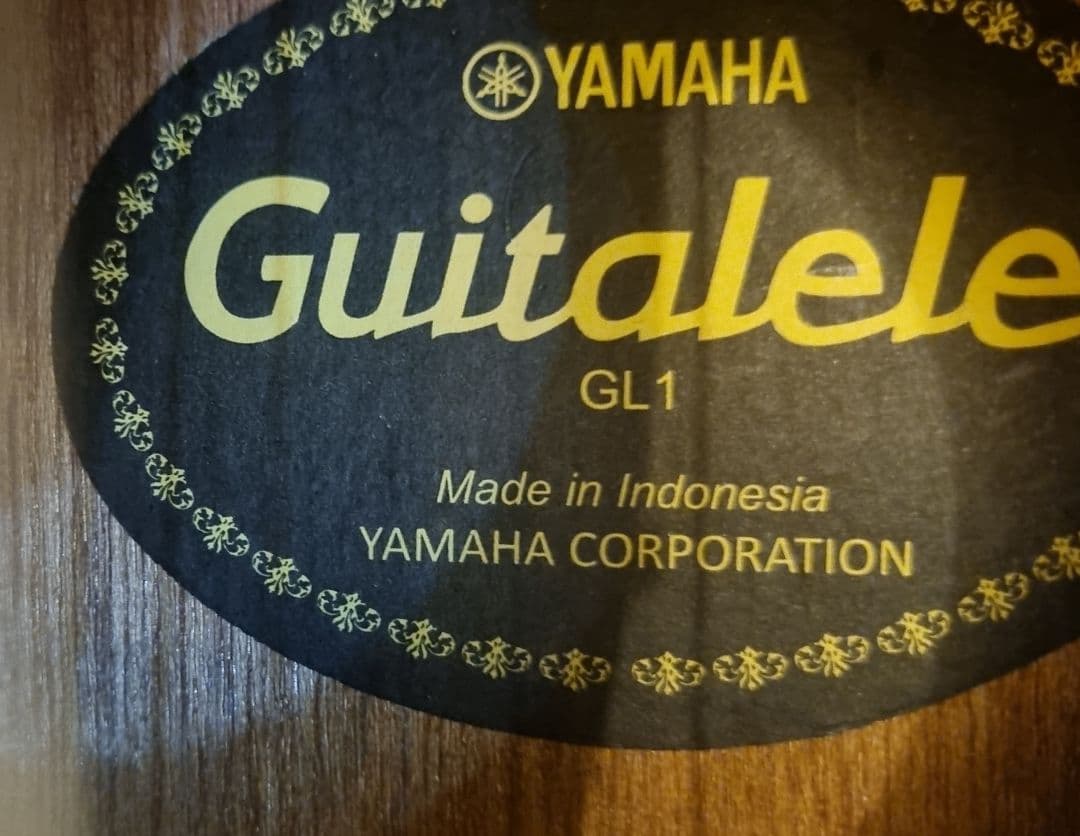 YAMAHA
Guitalele
GL1
Made in Indonesia
YAMAHA CORPORATION